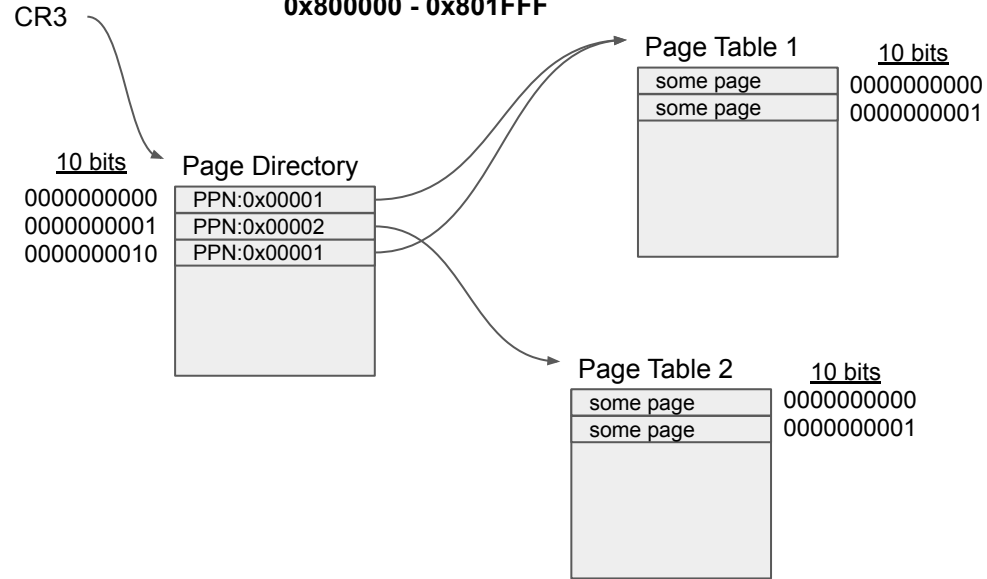 0x800000 - 0x801FFF
CR3
Page Table 1
10 bits
some page
0000000000
some page
0000000001
10 bits
Page Directory
0000000000
PPN:0x00001
0000000001
PPN:0x00002
0000000010
PPN:0x00001
Page Table 2
10 bits
some page
0000000000
some page
0000000001